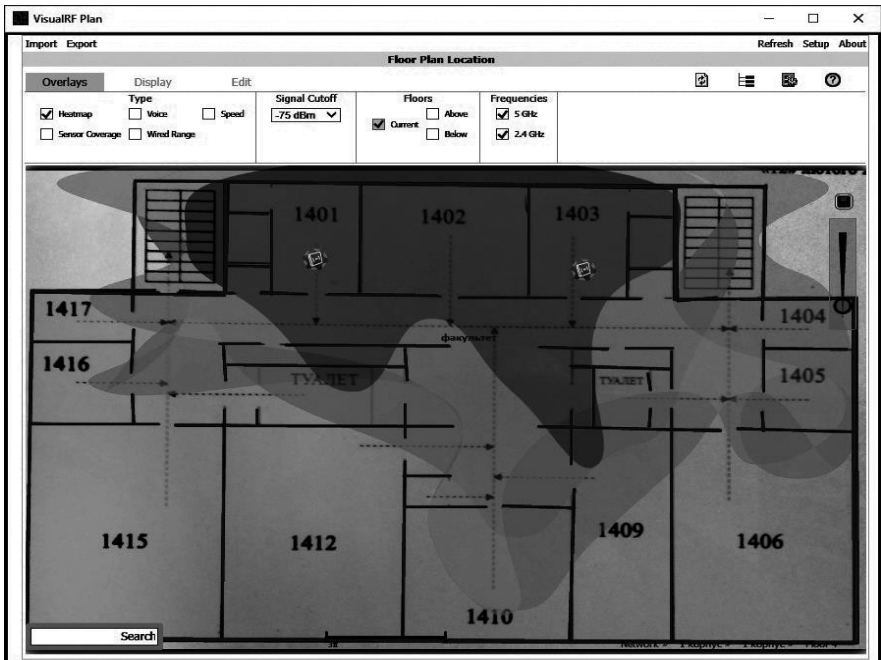 VisualRF Plan
Import Export
Refresh Setup About
Floor Plan Location
Overlays Display Edit
Type
Signal Cutoff
Floors
Frequencies
Heatmap Voice Speed
-75 dBm
Current
Above
5 GHz
Sensor Coverage Wired Range
Below
2.4 GHz
1401
1402
1403
1417
1404
факультет
1416
ТУАЛЕТ
ТУАЛЕТ
1405
1415
1412
1409
1406
1410
Search